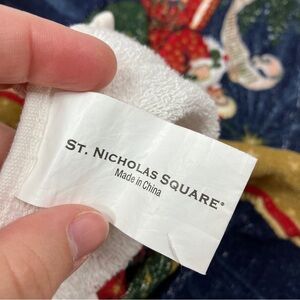 ST. NICHOLAS SQUARE®
Made in China